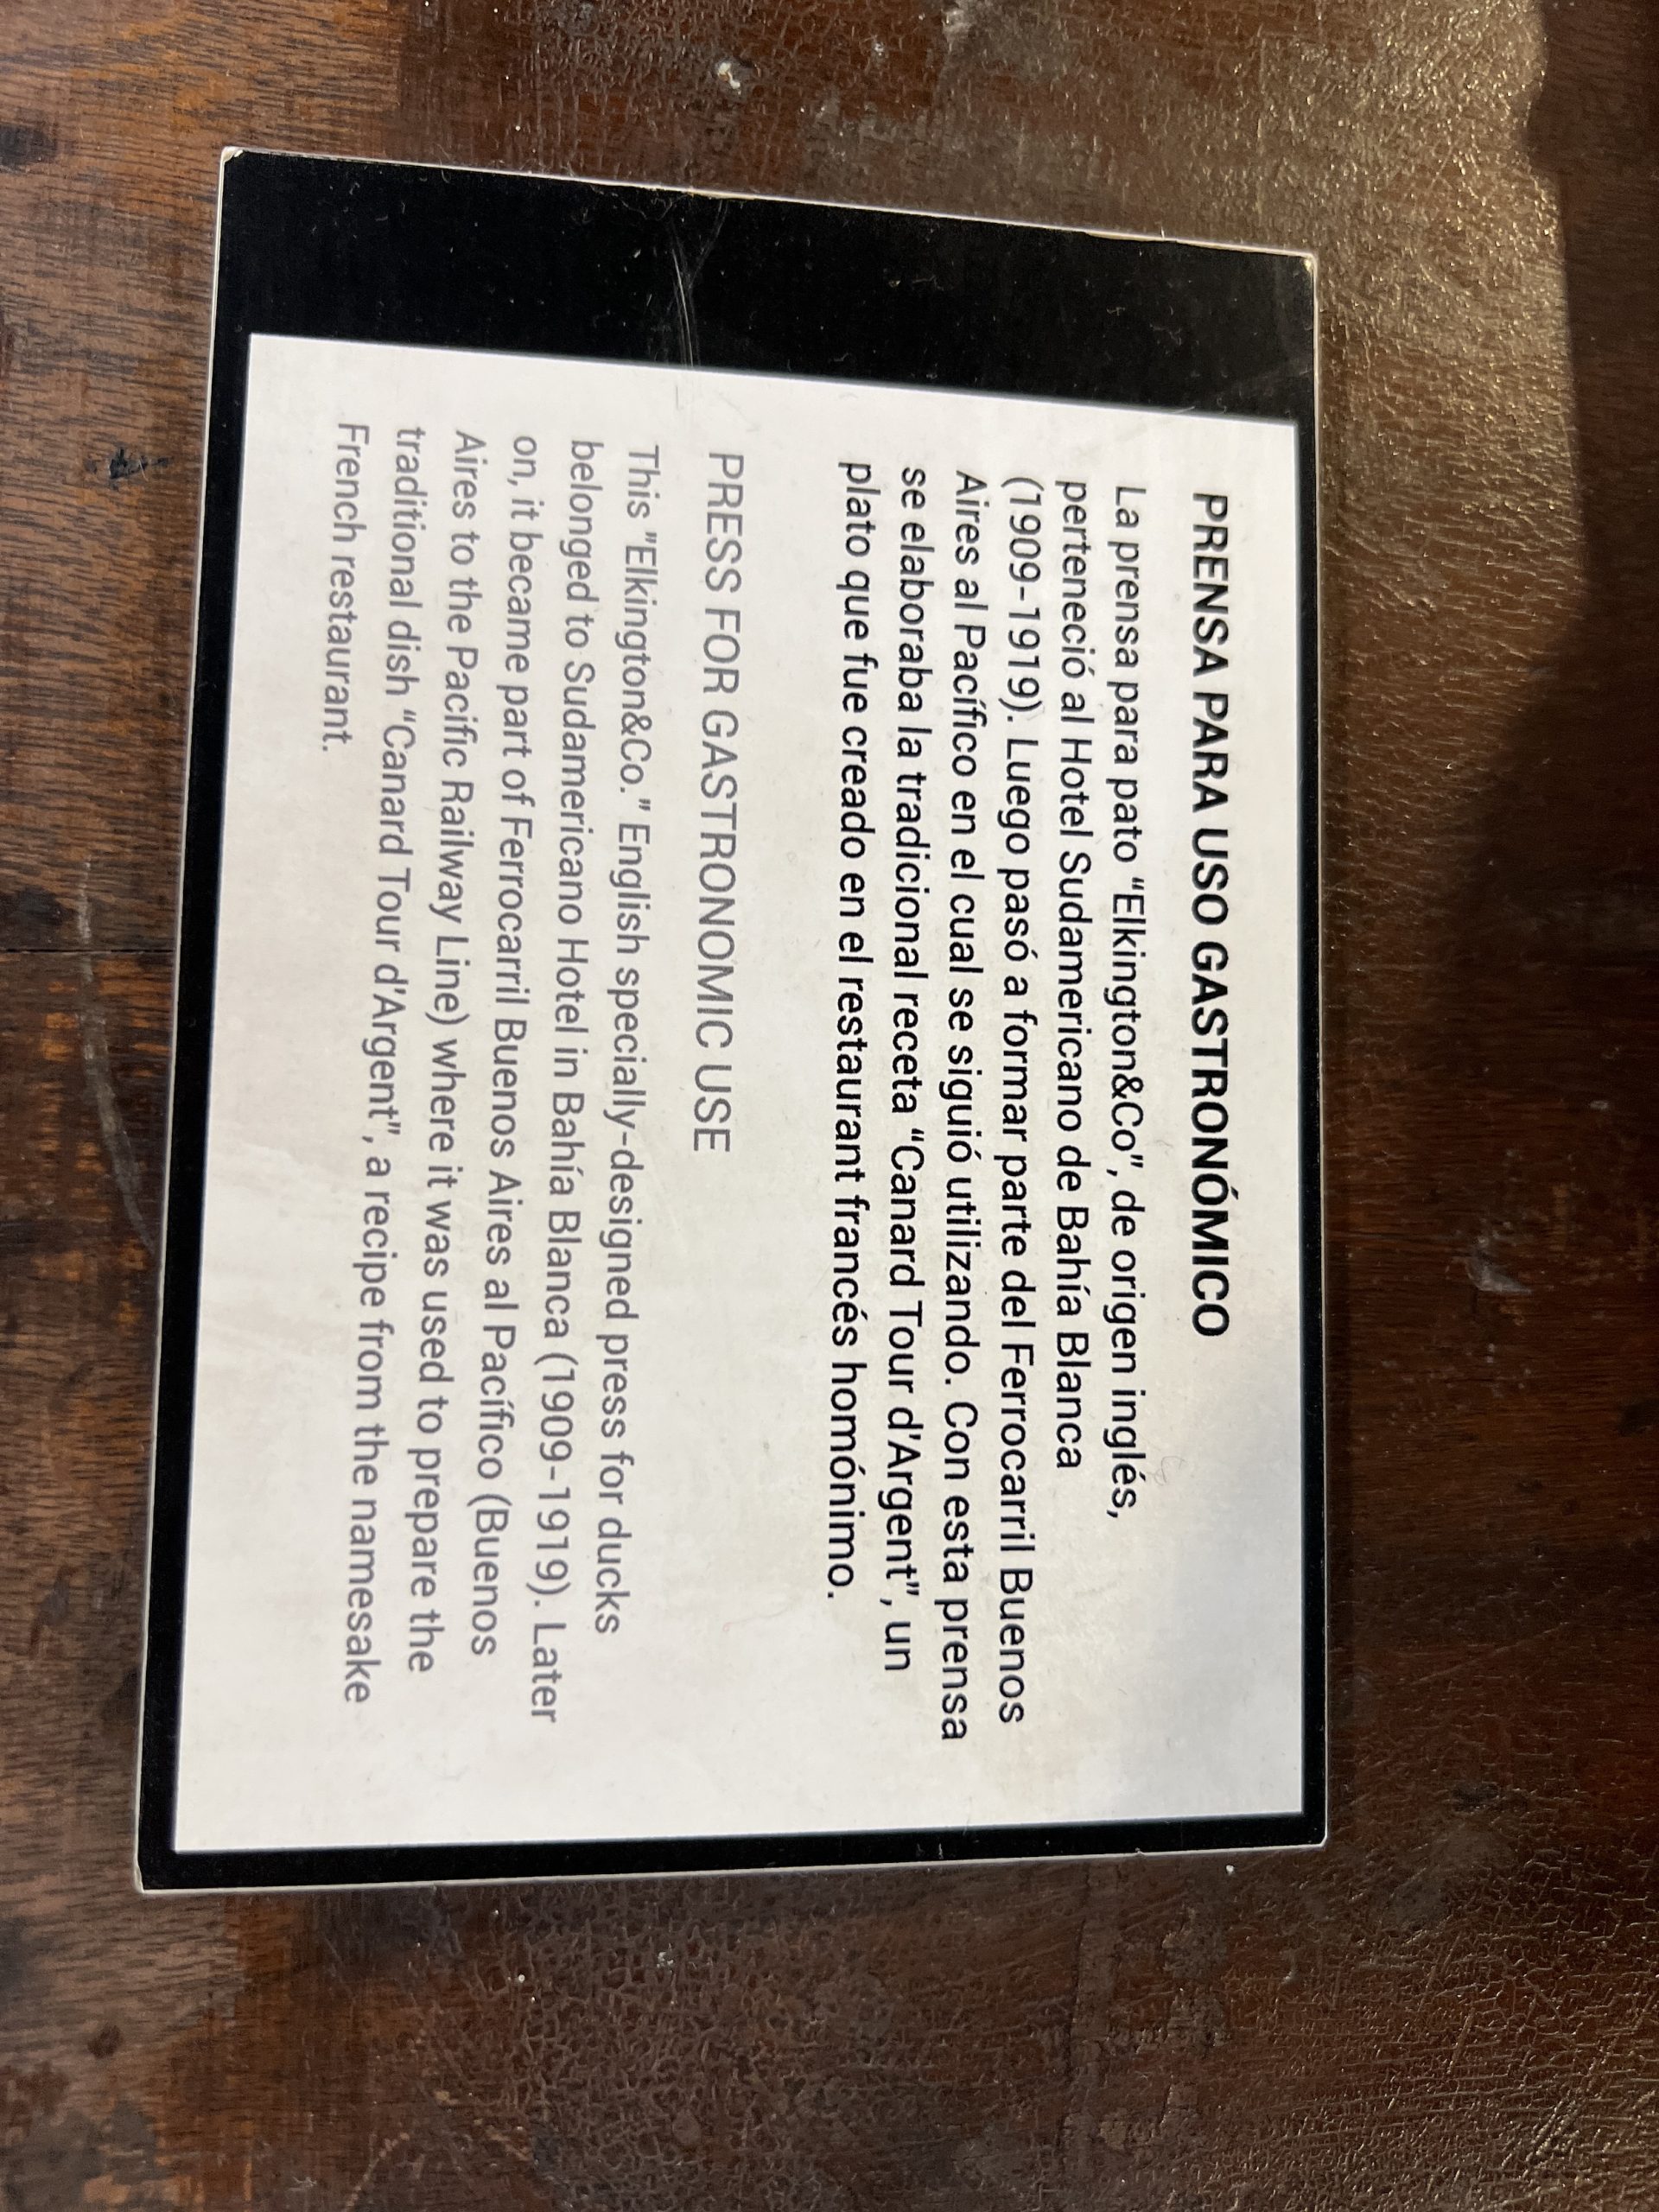 PRENSA PARA USO GASTRONÓMICO
La prensa para pato “Elkington&Co”, de origen inglés,
perteneció al Hotel Sudamericano de Bahía Blanca
(1909-1919). Luego pasó a formar parte del Ferrocarril Buenos
Aires al Pacífico en el cual se siguió utilizando. Con esta prensa
se elaboraba la tradicional receta “Canard Tour d'Argent", un
plato que fue creado en el restaurant francés homónimo.
PRESS FOR GASTRONOMIC USE
This "Elkington&Co." English specially-designed press for ducks
belonged to Sudamericano Hotel in Bahía Blanca (1909-1919). Later
on, it became part of Ferrocarril Buenos Aires al Pacífico (Buenos
Aires to the Pacific Railway Line) where it was used to prepare the
traditional dish “Canard Tour d'Argent", a recipe from the namesake
French restaurant.